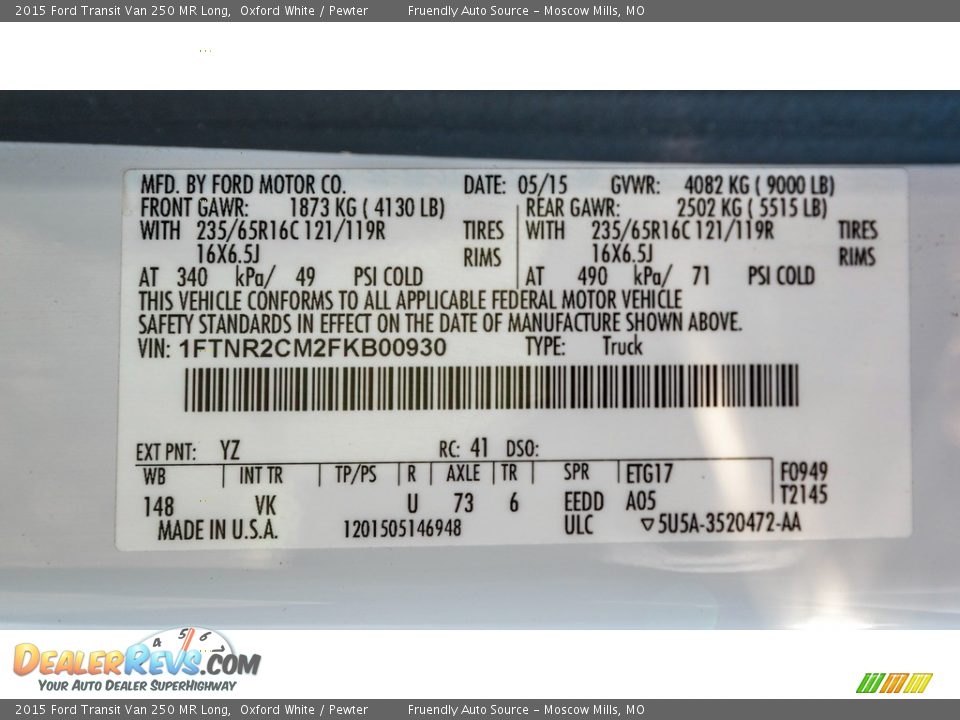 2015 Ford Transit Van 250 MR Long, Oxford White / Pewter Fruendly Auto Source - Moscow Mills, MO
MFD. BY FORD MOTOR CO. DATE: 05/15 GVWR: 4082 KG ( 9000 LB)
FRONT GAWR: 1873 KG ( 4130 LB) REAR GAWR: 2502 KG ( 5515 LB)
WITH 235/65R16C 121/119R TIRES WITH 235/65R16C 121/119R TIRES
16X6.5J RIMS 16X6.5J RIMS
AT 340 kPa/ 49 PSI COLD AT 490 kPa/ 71 PSI COLD
THIS VEHICLE CONFORMS TO ALL APPLICABLE FEDERAL MOTOR VEHICLE
SAFETY STANDARDS IN EFFECT ON THE DATE OF MANUFACTURE SHOWN ABOVE.
VIN: 1FTNR2CM2FKB00930 TYPE: Truck
EXT PNT: YZ RC: 41 DSO:
WB INT TR TP/PS R AXLE TR SPR ETG17 F0949
148 VK U 73 6 EEDD A05 T2145
MADE IN U.S.A. 1201505146948 ULC ▽5U5A-3520472-AA
4 5 6
DEALERREVS.COM
YOUR AUTO DEALER SUPERHIGHWAY
2015 Ford Transit Van 250 MR Long, Oxford White / Pewter Fruendly Auto Source - Moscow Mills, MO